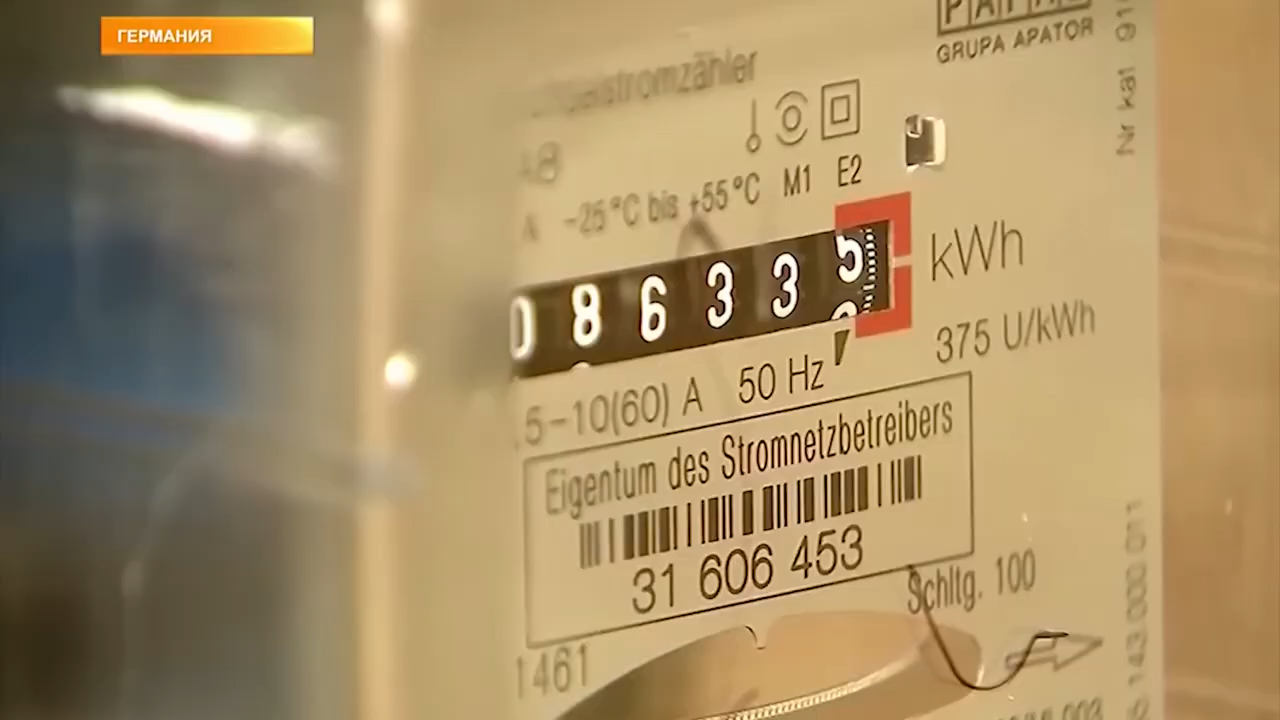 ГЕРМАНИЯ
GRUPA APATOR
-25°C bis +55°C M1 E2
0 8 6 3 3 5 kWh
375 U/kWh
5-10(60) A 50 Hz
Eigentum des Stromnetzbetreibers
31 606 453
Schltg. 100
1461